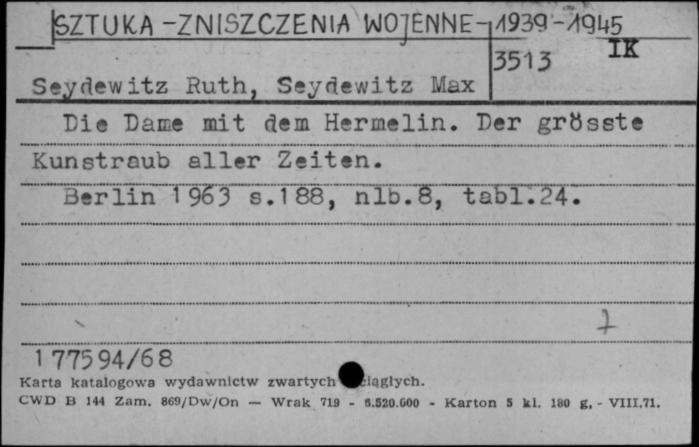 SZTUKA - ZNISZCZENIA WOJENNE - 1939 - 1945
3513 IK
Seydewitz Ruth, Seydewitz Max
Die Dame mit dem Hermelin. Der grösste
Kunstraub aller Zeiten.
Berlin 1963 s.188, nlb.8, tabl.24.
177594/68
Karta katalogowa wydawnictw zwartych
CWD B 144 Zam. 869/Dw/On — Wrak 719 - 6.520.000 - Karton 5 kl. 180 g. - VIII.71.